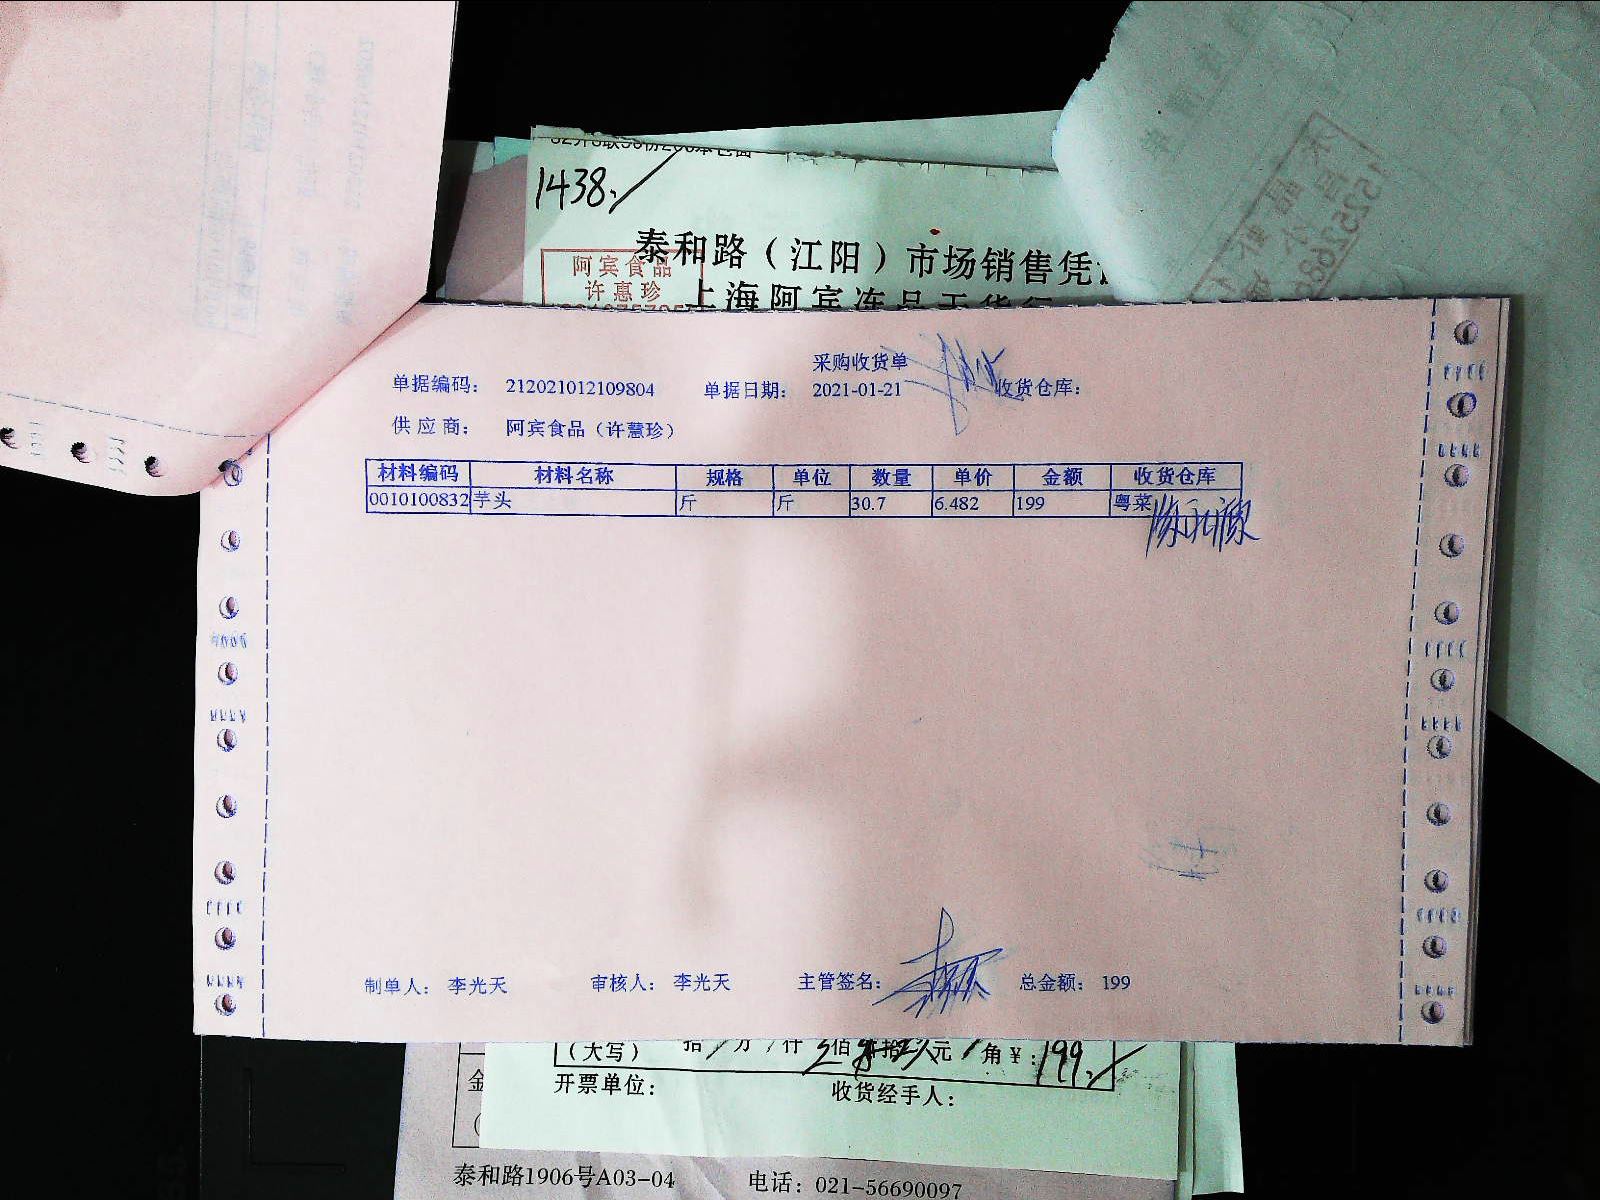 1438.
泰和路（江阳）市场销售凭
阿宾食品
许惠珍
上海阿宾冻品干货行
采购收货单
单据编码： 212021012109804 单据日期： 2021-01-21 收货仓库：
供应商： 阿宾食品（许慧珍）
材料编码 材料名称 规格 单位 数量 单价 金额 收货仓库
0010100832 芋头 斤 斤 30.7 6.482 199 粤菜
制单人： 李光天 审核人： 李光天 主管签名： 总金额： 199
（大写） 拾 万 仟 佰 拾 元 角 ¥：199.
开票单位： 收货经手人：
金
泰和路1906号A03-04 电话：021-56690097